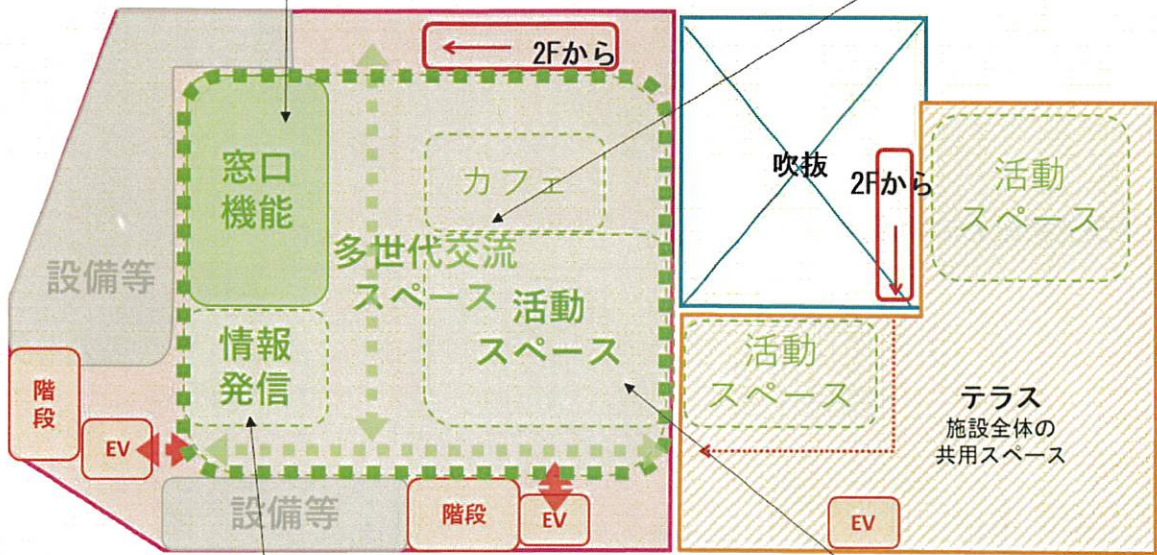 2Fから
窓口
機能
カフェ
吹抜
2Fから
活動
スペース
設備等
多世代交流
スペース
活動
スペース
情報
発信
活動
スペース
階
段
テラス
施設全体の
共用スペース
EV
設備等
階段
EV
EV